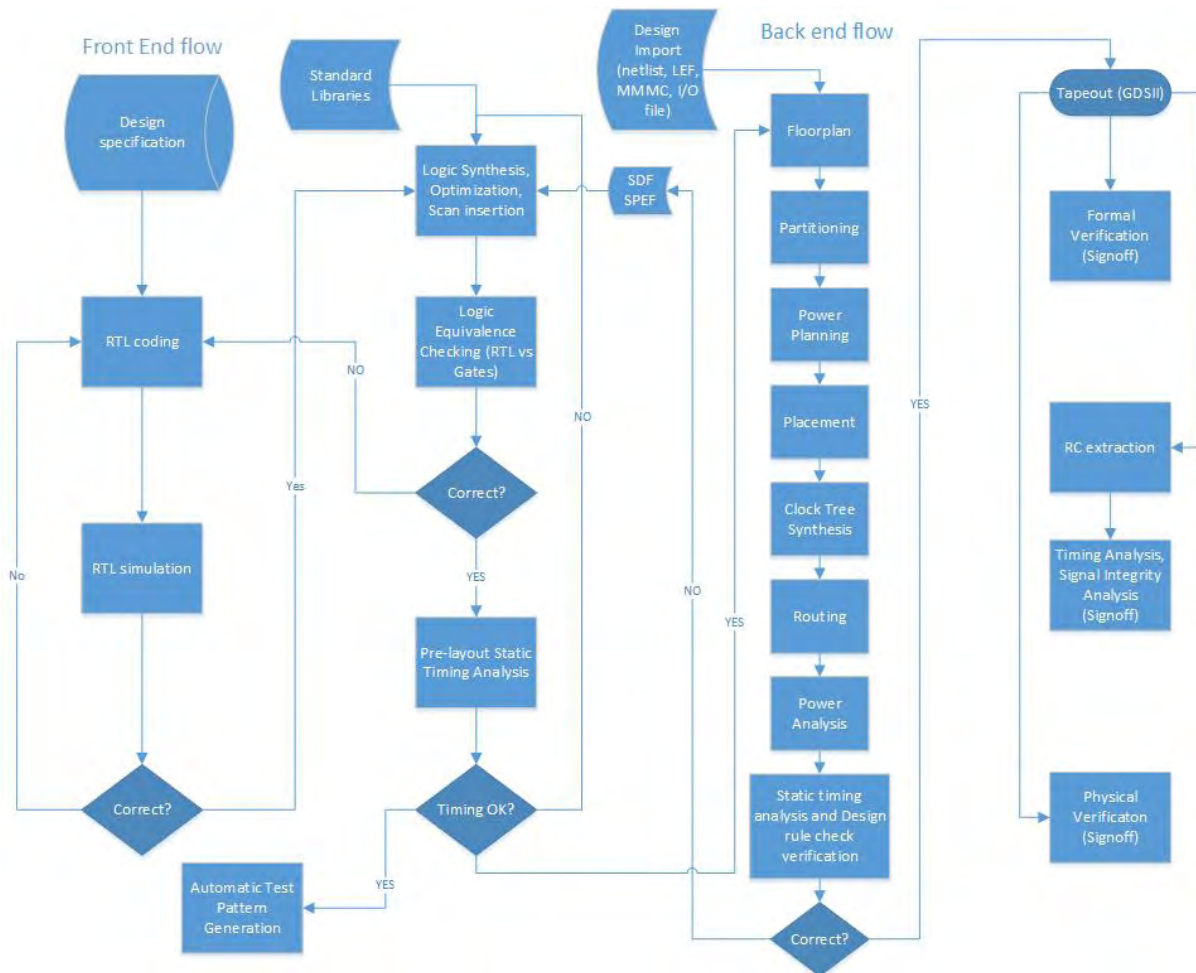 Front End flow
Design
specification
RTL coding
RTL simulation
No
Correct?
Yes
Standard
Libraries
Logic Synthesis,
Optimization,
Scan insertion
SDF
SPEF
Logic
Equivalence
Checking (RTL vs
Gates)
NO
NO
Correct?
YES
Pre-layout Static
Timing Analysis
Timing OK?
YES
Automatic Test
Pattern
Generation
YES
Design
Import
(netlist, LEF,
MMMC, I/O
file)
Back end flow
Floorplan
Partitioning
Power
Planning
Placement
Clock Tree
Synthesis
Routing
Power
Analysis
Static timing
analysis and Design
rule check
verification
Correct?
NO
YES
Tapeout (GDSII)
Formal
Verification
(Signoff)
RC extraction
Timing Analysis,
Signal Integrity
Analysis
(Signoff)
Physical
Verificaton
(Signoff)